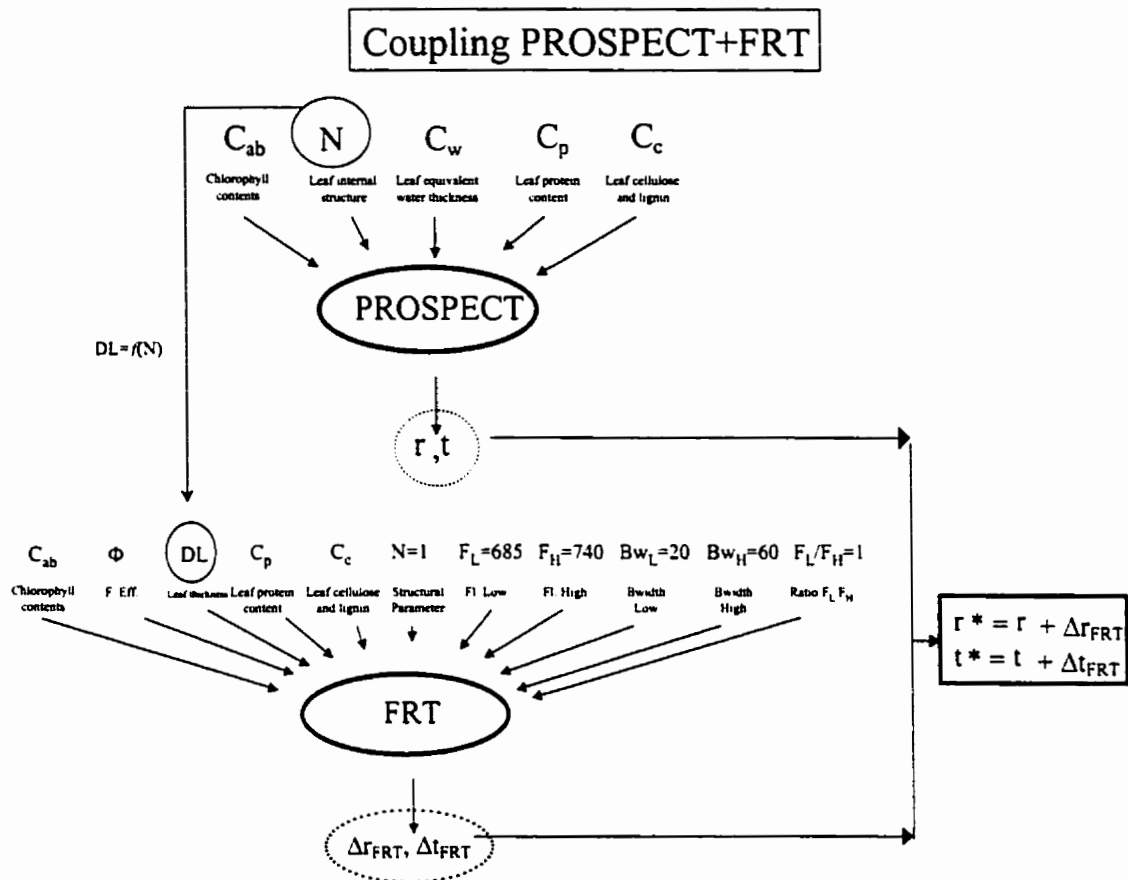 Coupling PROSPECT+FRT
C_ab N C_w C_p C_c
Chlorophyll contents Leaf internal structure Leaf equivalent water thickness Leaf protein content Leaf cellulose and lignin
PROSPECT
DL=f(N)
r ,t
C_ab Φ DL C_p C_c N=1 F_L=685 F_H=740 Bw_L=20 Bw_H=60 F_L/F_H=1
Chlorophyll contents F. Eff. Leaf thickness Leaf protein content Leaf cellulose and lignin Structural Parameter Fl. Low Fl. High Bwidth Low Bwidth High Ratio F_L F_H
r * = r + Δr_FRT
t * = t + Δt_FRT
FRT
Δr_FRT, Δt_FRT